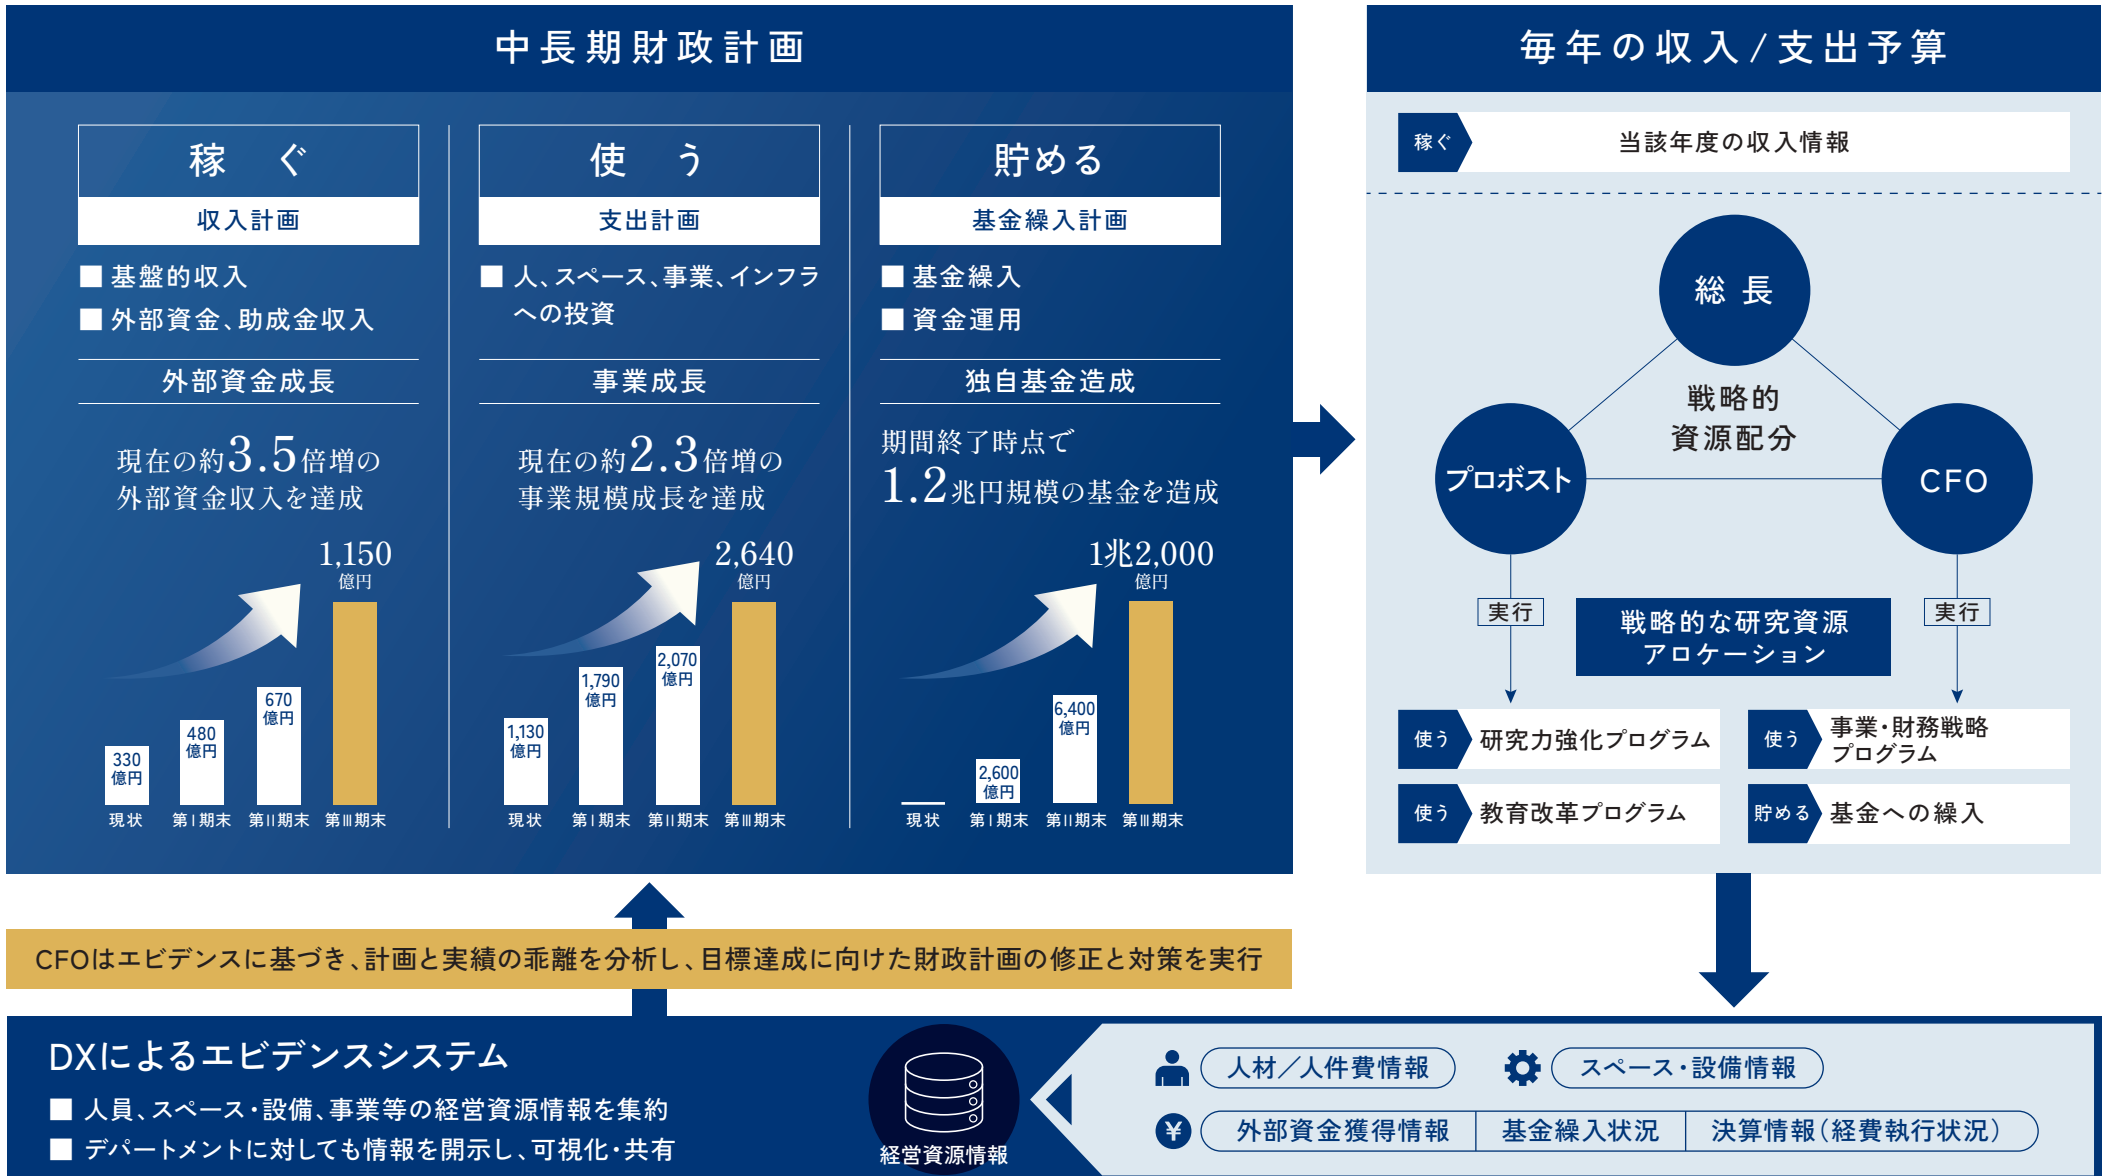 中長期財政計画
稼ぐ
収入計画
■ 基盤的収入
■ 外部資金、助成金収入
外部資金成長
現在の約3.5倍増の
外部資金収入を達成
1,150
億円
330
億円
480
億円
670
億円
現状
第Ⅰ期末
第Ⅱ期末
第Ⅲ期末
使う
支出計画
■ 人、スペース、事業、インフラ
への投資
事業成長
現在の約2.3倍増の
事業規模成長を達成
2,640
億円
1,130
億円
1,790
億円
2,070
億円
現状
第Ⅰ期末
第Ⅱ期末
第Ⅲ期末
貯める
基金繰入計画
■ 基金繰入
■ 資金運用
独自基金造成
期間終了時点で
1.2兆円規模の基金を造成
1兆2,000
億円
2,600
億円
6,400
億円
現状
第Ⅰ期末
第Ⅱ期末
第Ⅲ期末
毎年の収入/支出予算
稼ぐ
当該年度の収入情報
総長
戦略的
資源配分
プロボスト
CFO
実行
実行
戦略的な研究資源
アロケーション
使う
研究力強化プログラム
使う
事業・財務戦略
プログラム
使う
教育改革プログラム
貯める
基金への繰入
CFOはエビデンスに基づき、計画と実績の乖離を分析し、目標達成に向けた財政計画の修正と対策を実行
DXによるエビデンスシステム
■ 人員、スペース・設備、事業等の経営資源情報を集約
■ デパートメントに対しても情報を開示し、可視化・共有
経営資源情報
人材／人件費情報
スペース・設備情報
¥
外部資金獲得情報
基金繰入状況
決算情報（経費執行状況）